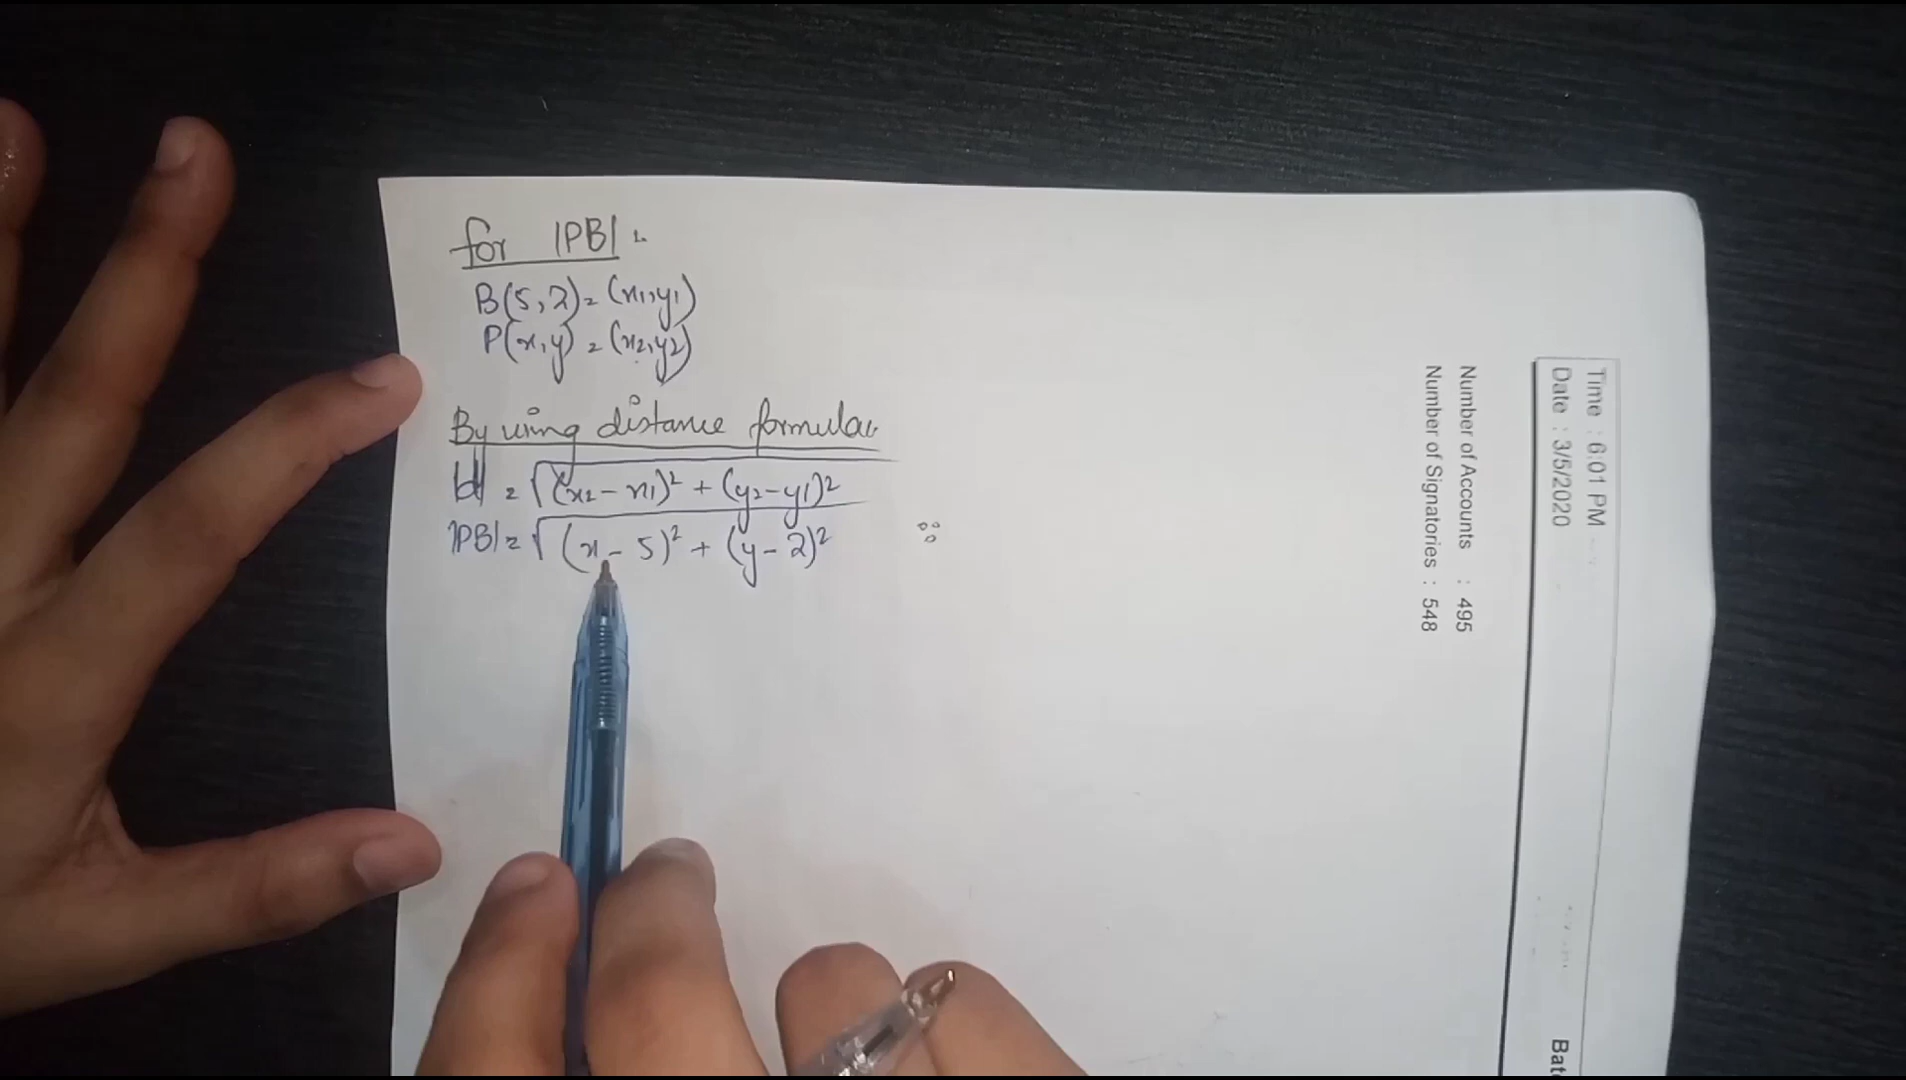 for |PB|:
B(5,2) = (x1,y1)
P(x,y) = (x2,y2)
By using distance formula:
|d| = √(x2-x1)² + (y2-y1)²
|PB| = √(x-5)² + (y-2)²
Time : 6:01 PM
Date : 3/5/2020
Number of Accounts : 495
Number of Signatories : 548